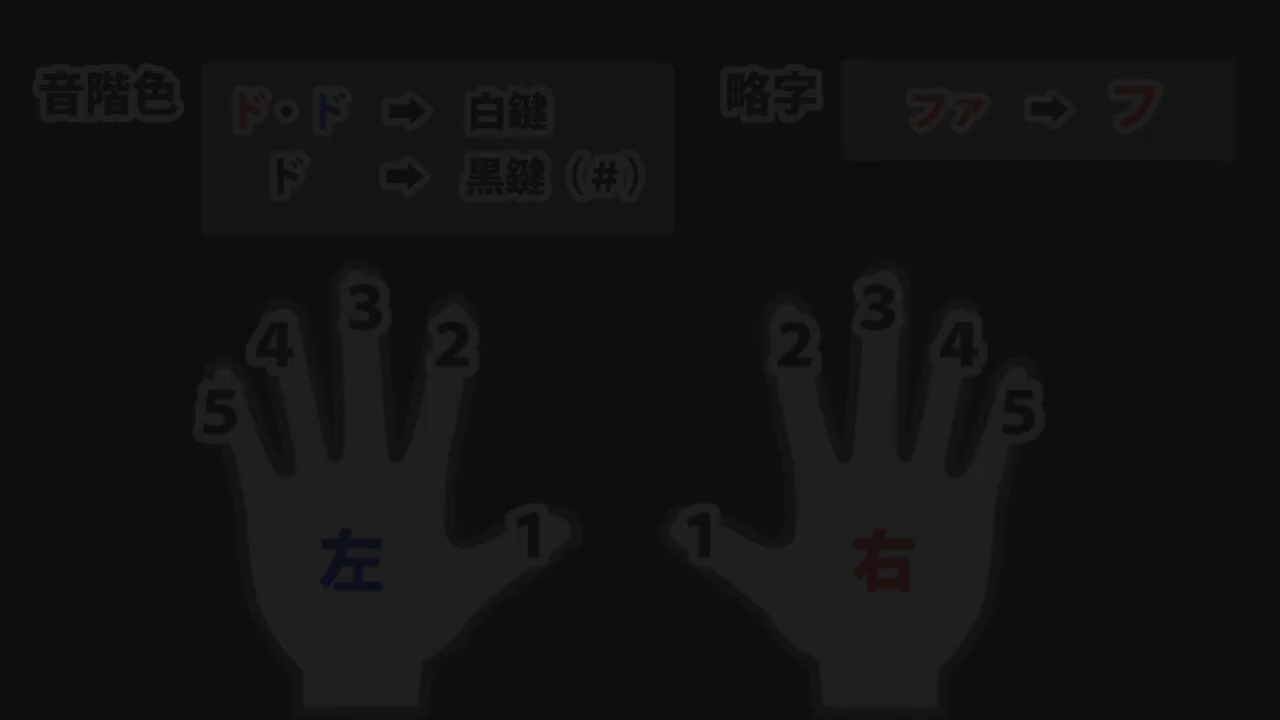 音階色
ド・ド ➡ 白鍵
ド ➡ 黒鍵（#）
略字
ファ ➡ フ
5 4 3 2 1
左
1 2 3 4 5
右